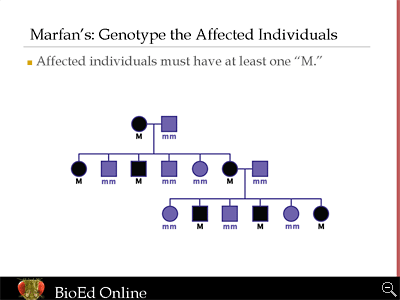 Marfan's: Genotype the Affected Individuals
Affected individuals must have at least one “M.”
M mm
M mm M mm mm M mm
mm M mm M mm M
BioEd Online